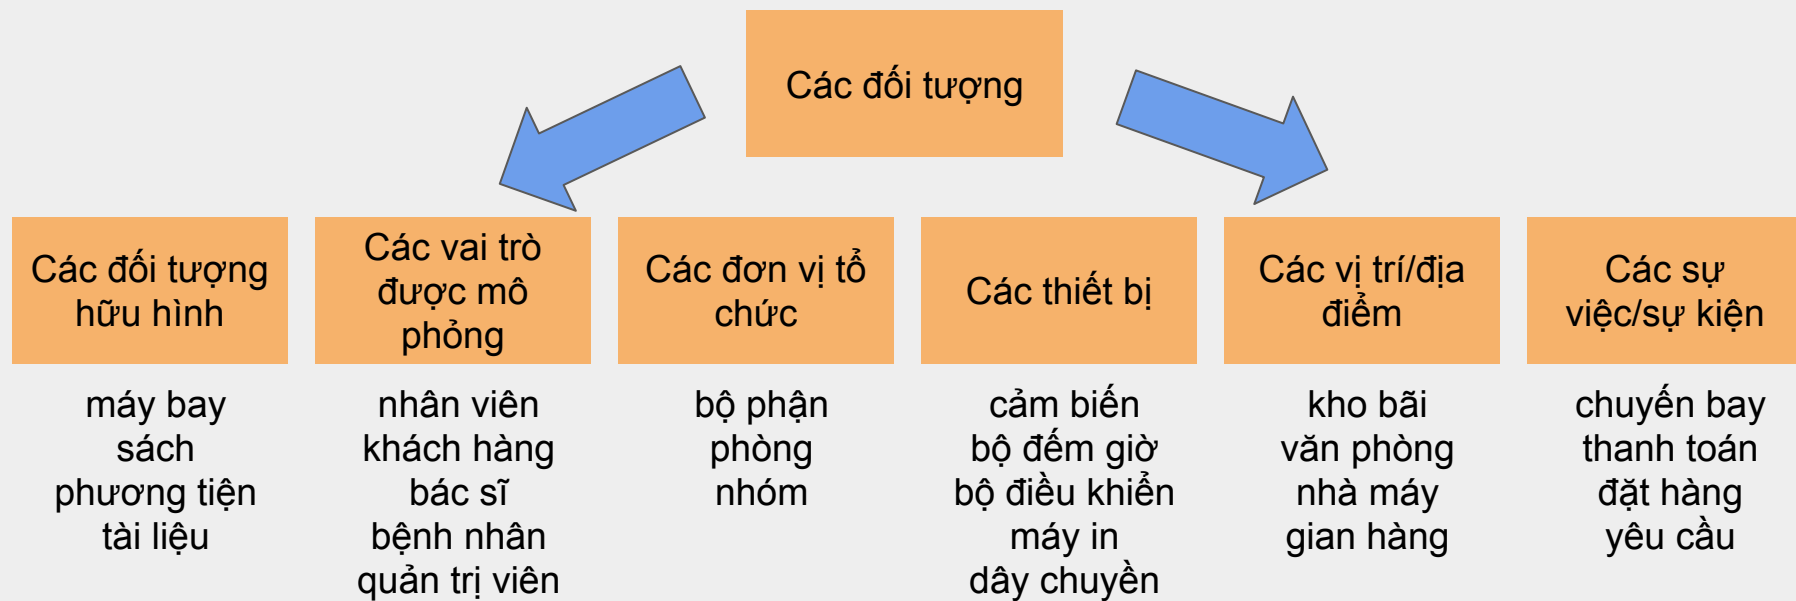 Các đối tượng
Các đối tượng
hữu hình
Các vai trò
được mô
phỏng
Các đơn vị tổ
chức
Các thiết bị
Các vị trí/địa
điểm
Các sự
việc/sự kiện
máy bay
sách
phương tiện
tài liệu
nhân viên
khách hàng
bác sĩ
bệnh nhân
quản trị viên
bộ phận
phòng
nhóm
cảm biến
bộ đếm giờ
bộ điều khiển
máy in
dây chuyền
kho bãi
văn phòng
nhà máy
gian hàng
chuyến bay
thanh toán
đặt hàng
yêu cầu